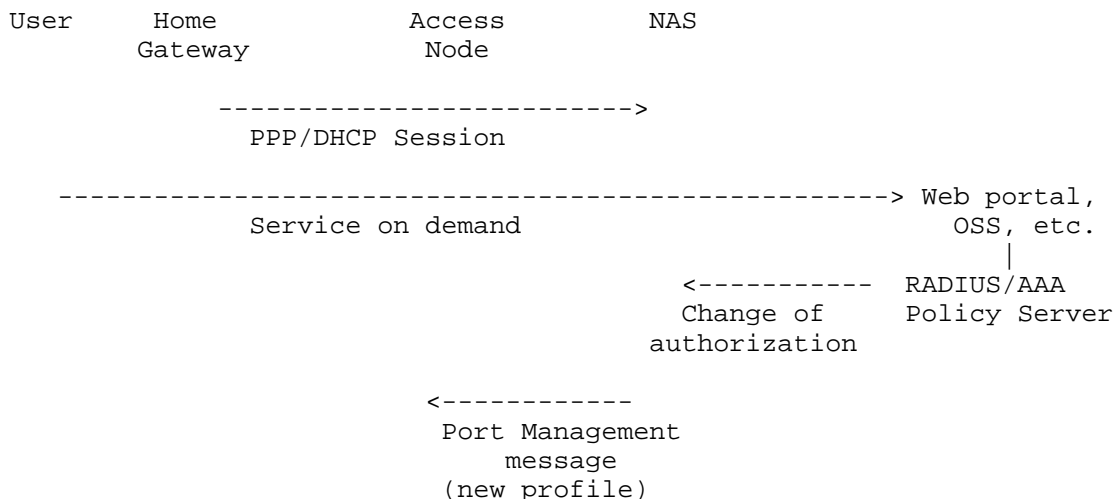 User      Home                Access              NAS
        Gateway                Node
             -------------------------->
               PPP/DHCP Session
   ----------------------------------------------------> Web portal,
               Service on demand                           OSS, etc.
                                                              |
                                          <-----------  RADIUS/AAA
                                          Change of     Policy Server
                                        authorization
                          <------------
                           Port Management
                               message
                           (new profile)